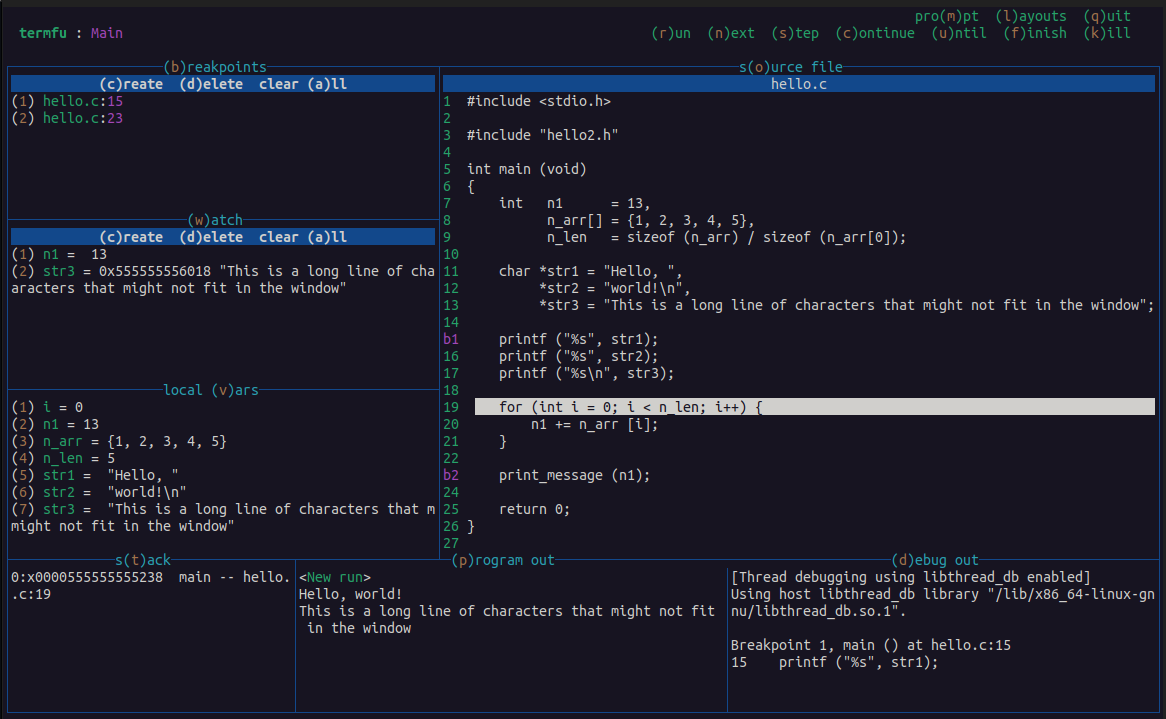 pro(m)pt  (l)ayouts  (q)uit
termfu : Main
(r)un  (n)ext  (s)tep  (c)ontinue  (u)ntil  (f)inish  (k)ill
(b)reakpoints
(c)reate  (d)elete  clear (a)ll
(1) hello.c:15
(2) hello.c:23
(w)atch
(c)reate  (d)elete  clear (a)ll
(1) n1 =  13
(2) str3 = 0x555555556018 "This is a long line of cha
aracters that might not fit in the window"
local (v)ars
(1) i = 0
(2) n1 = 13
(3) n_arr = {1, 2, 3, 4, 5}
(4) n_len = 5
(5) str1 =  "Hello, "
(6) str2 =  "world!\n"
(7) str3 =  "This is a long line of characters that m
might not fit in the window"
s(o)urce file
hello.c
1  #include <stdio.h>
2
3  #include "hello2.h"
4
5  int main (void)
6  {
7      int   n1      = 13,
8            n_arr[] = {1, 2, 3, 4, 5},
9            n_len   = sizeof (n_arr) / sizeof (n_arr[0]);
10
11     char *str1 = "Hello, ",
12          *str2 = "world!\n",
13          *str3 = "This is a long line of characters that might not fit in the window";
14
b1     printf ("%s", str1);
16     printf ("%s", str2);
17     printf ("%s\n", str3);
18
19     for (int i = 0; i < n_len; i++) {
20         n1 += n_arr [i];
21     }
22
b2     print_message (n1);
24
25     return 0;
26 }
27
s(t)ack
0:x0000555555555238  main -- hello.
.c:19
(p)rogram out
<New run>
Hello, world!
This is a long line of characters that might not fit
 in the window
(d)ebug out
[Thread debugging using libthread_db enabled]
Using host libthread_db library "/lib/x86_64-linux-gn
nu/libthread_db.so.1".
Breakpoint 1, main () at hello.c:15
15    printf ("%s", str1);